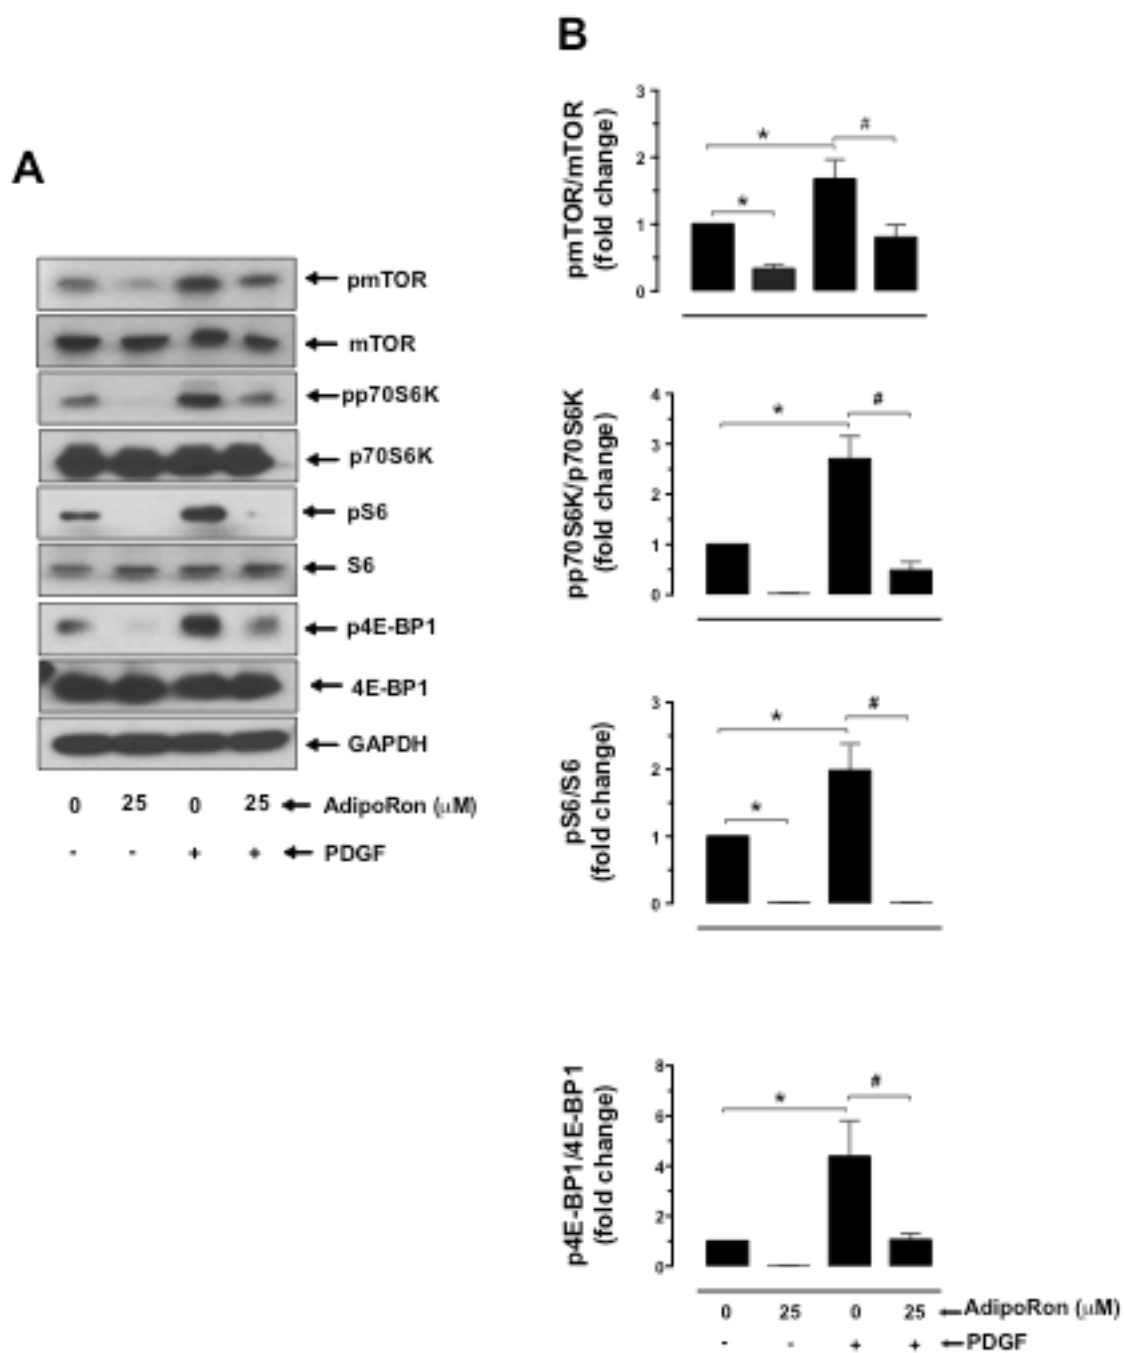 A
pmTOR
mTOR
pp70S6K
p70S6K
pS6
S6
p4E-BP1
4E-BP1
GAPDH
0 25 0 25 AdipoRon (µM)
- - + + PDGF
B
pmTOR/mTOR
(fold change)
3
2
1
0
*
*
#
pp70S6K/p70S6K
(fold change)
4
3
2
1
0
*
#
pS6/S6
(fold change)
3
2
1
0
*
*
#
p4E-BP1/4E-BP1
(fold change)
8
6
4
2
0
*
#
0 25 0 25 AdipoRon (µM)
- - + + PDGF